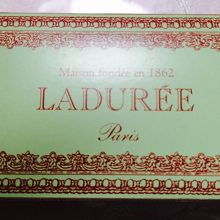 Maison fondée en 1862
LADURÉE
Paris